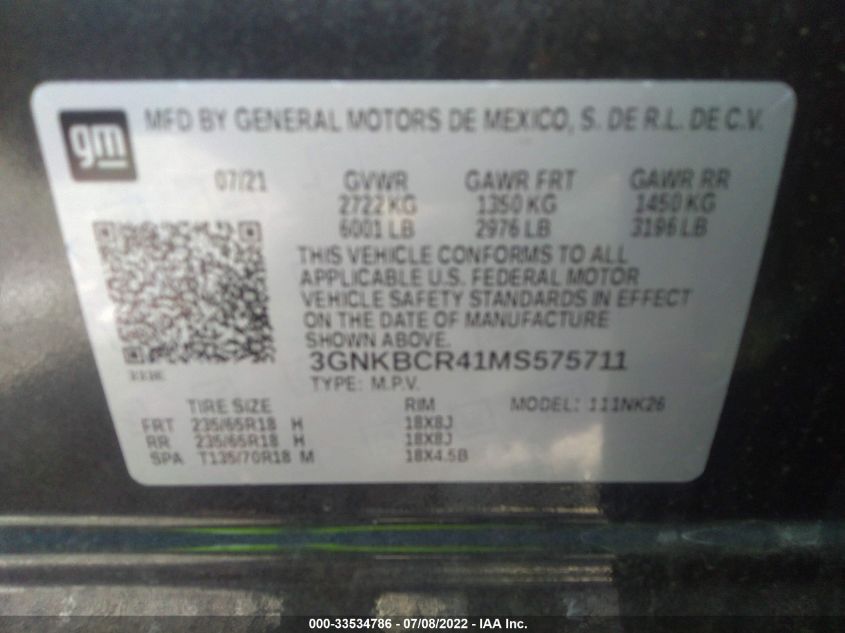 gm
MFD BY GENERAL MOTORS DE MEXICO, S. DE R.L. DE C.V.
07/21 GVWR GAWR FRT GAWR RR
2722 KG 1350 KG 1450 KG
6001 LB 2976 LB 3196 LB
THIS VEHICLE CONFORMS TO ALL
APPLICABLE U.S. FEDERAL MOTOR
VEHICLE SAFETY STANDARDS IN EFFECT
ON THE DATE OF MANUFACTURE
SHOWN ABOVE.
3GNKBCR41MS575711
TYPE: M.P.V.
TIRE SIZE RIM MODEL: 111NK26
FRT 235/65R18 H 18X8J
RR 235/65R18 H 18X8J
SPA T135/70R18 M 18X4.5B
000-33534786 - 07/08/2022 - IAA Inc.